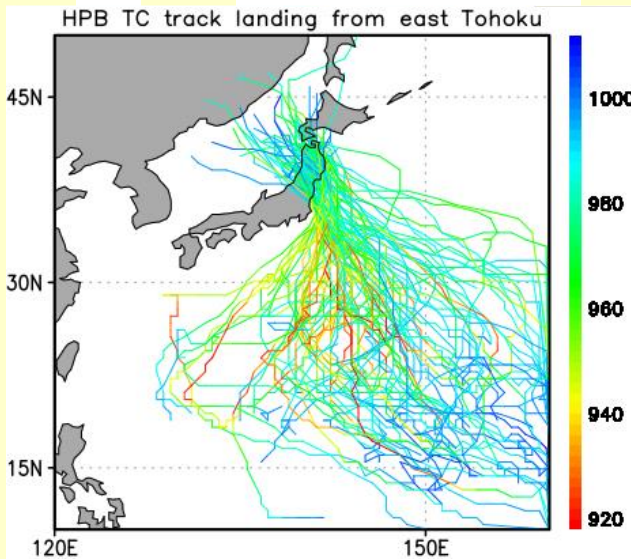 HPB TC track landing from east Tohoku
45N
30N
15N
120E
150E
1000
980
960
940
920